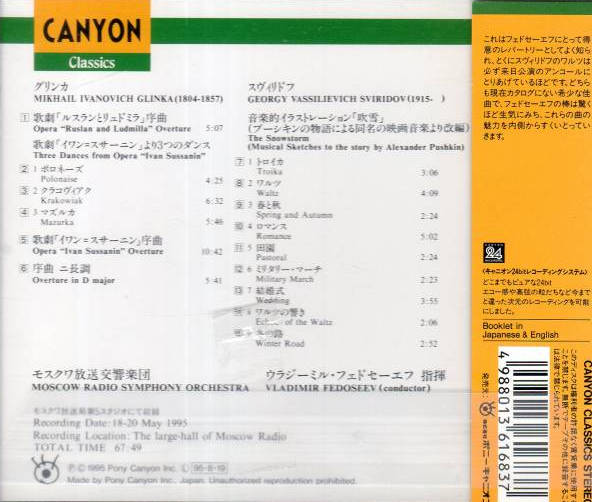 CANYON
Classics
グリンカ
MIKHAIL IVANOVICH GLINKA (1804-1857)
1 歌劇「ルスランとリュドミラ」序曲
Opera "Ruslan and Ludmilla" Overture 5:07
歌劇「イワン=スサーニン」より3つのダンス
Three Dances from Opera "Ivan Sussanin"
2 1 ポロネーズ
Polonaise 4:25
3 2 クラコヴィアク
Krakowiak 6:32
4 3 マズルカ
Mazurka 5:46
5 歌劇「イワン=スサーニン」序曲
Opera "Ivan Sussanin" Overture 10:42
6 序曲 ニ長調
Overture in D major 5:41
スヴィリドフ
GEORGY VASSILIEVICH SVIRIDOV (1915- )
音楽的イラストレーション「吹雪」
(プーシキンの物語による同名の映画音楽より改編)
The Snowstorm
(Musical Sketches to the story by Alexander Pushkin)
7 1 トロイカ
Troika 3:06
8 2 ワルツ
Waltz 4:09
9 3 春と秋
Spring and Autumn 2:24
10 4 ロマンス
Romance 5:02
11 5 田園
Pastoral 2:24
12 6 ミリタリー・マーチ
Military March 2:23
13 7 結婚式
Wedding 3:55
8 ワルツの響き
Echoes of the Waltz 2:06
9 冬の路
Winter Road 2:52
モスクワ放送交響楽団
MOSCOW RADIO SYMPHONY ORCHESTRA
ウラジーミル・フェドセーエフ 指揮
VLADIMIR FEDOSEEV (conductor)
モスクワ放送局第5スタジオにて収録
Recording Date: 18-20 May 1995
Recording Location: The large-hall of Moscow Radio
TOTAL TIME 67:49
Ⓟ © 1995 Pony Canyon Inc. Ⓛ 96-8-19
Made by Pony Canyon Inc., Japan. Unauthorized reproduction prohibited.
これはフェドセーエフにとって得
意のレパートリーとしてよく知ら
れ、とくにスヴィリドフのワルツは
必ず来日公演のアンコールに
とりあげているほどです。どちら
も現在カタログにない希少な佳
曲で、フェドセーエフの棒は驚く
ほど生気にみち、これらの曲の
魅力を内側からすくいとってい
きます。
24
《キャニオン24bitレコーディングシステム》
どこまでもピュアな24bit
エコー感や高弦の粒だちなど今まで
と違った次元のレコーディングを可能
にしました。
Booklet in
Japanese & English
4988013616837
CANYON CLASSICS STEREO